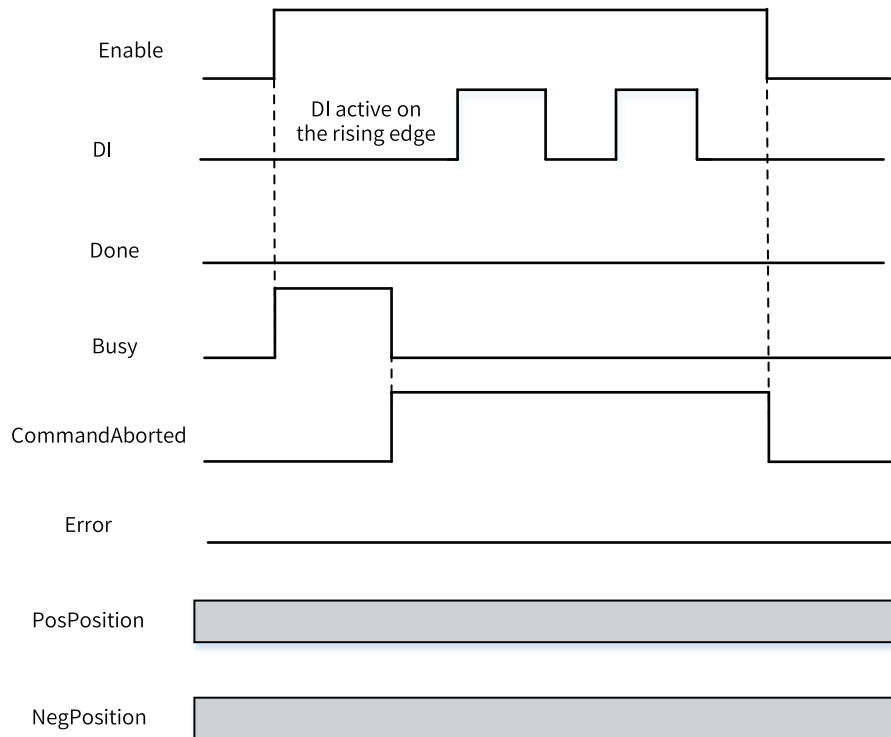 Enable
DI active on
the rising edge
DI
Done
Busy
CommandAborted
Error
PosPosition
NegPosition